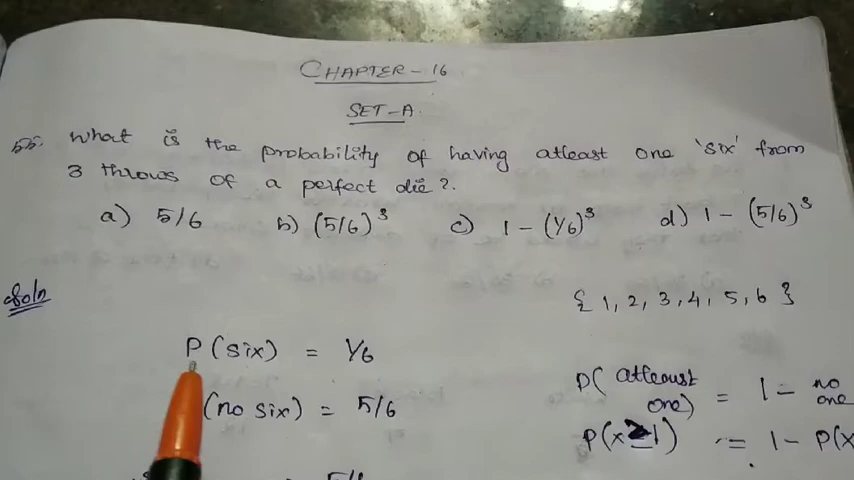 CHAPTER - 16
SET - A.
55. What is the probability of having atleast one 'six' from
3 throws of a perfect die?.
a) 5/6 b) (5/6)³ c) 1 - (1/6)³ d) 1 - (5/6)³
Soln
{ 1, 2, 3, 4, 5, 6 }
P(six) = 1/6
(no six) = 5/6
P( atleast one) = 1 - no one
P(x ≥ 1) = 1 - P(x